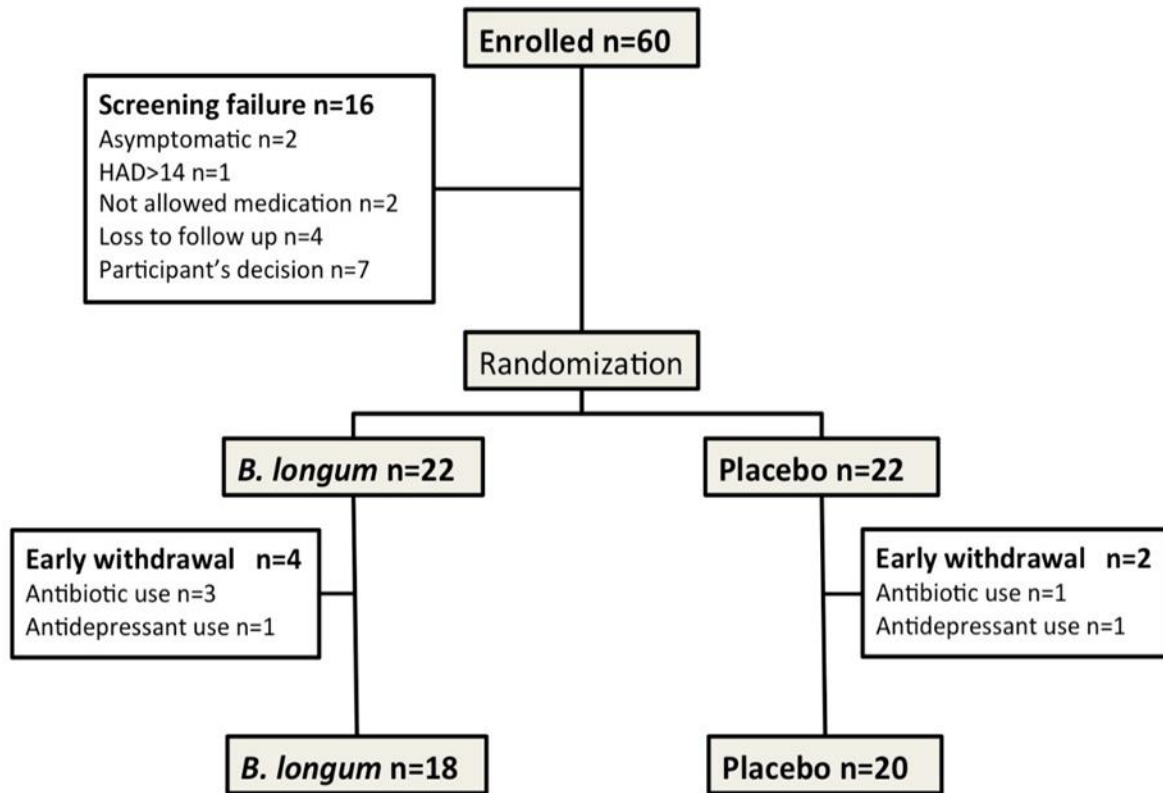 Enrolled n=60
Screening failure n=16
Asymptomatic n=2
HAD>14 n=1
Not allowed medication n=2
Loss to follow up n=4
Participant’s decision n=7
Randomization
B. longum n=22
Placebo n=22
Early withdrawal n=4
Antibiotic use n=3
Antidepressant use n=1
Early withdrawal n=2
Antibiotic use n=1
Antidepressant use n=1
B. longum n=18
Placebo n=20